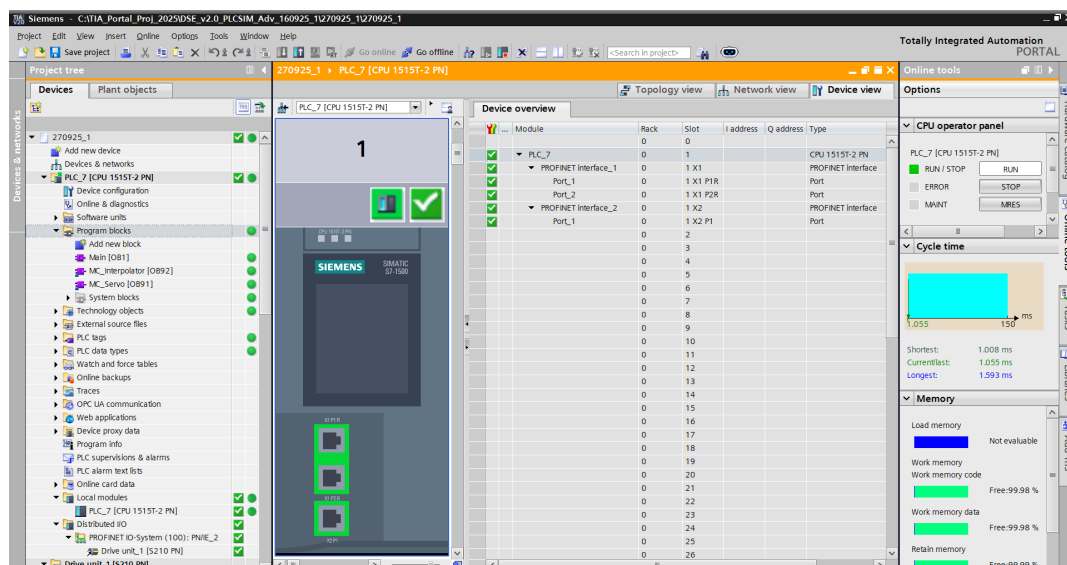 Siemens - C:\TIA_Portal_Proj_2025\DSE_v2.0_PLCSIM_Adv_160925_1\270925_1\270925_1
Project Edit View Insert Online Options Tools Window Help
Totally Integrated Automation
PORTAL
Save project
Go online
Go offline
<Search in project>
Project tree
270925_1 PLC_7 [CPU 1515T-2 PN]
Online tools
Devices
Plant objects
Topology view
Network view
Device view
Options
270925_1
Add new device
Devices & networks
PLC_7 [CPU 1515T-2 PN]
Device configuration
Online & diagnostics
Software units
Program blocks
Add new block
Main [OB1]
MC_Interpolator [OB92]
MC_Servo [OB91]
System blocks
Technology objects
External source files
PLC tags
PLC data types
Watch and force tables
Online backups
Traces
OPC UA communication
Web applications
Device proxy data
Program info
PLC supervisions & alarms
PLC alarm text lists
Online card data
Local modules
PLC_7 [CPU 1515T-2 PN]
Distributed I/O
PROFINET IO-System (100): PN/IE_2
Drive unit_1 [S210 PN]
Drive unit_1 [S210 PN]
Devices & networks
PLC_7 [CPU 1515T-2 PN]
1
SIEMENS
SIMATIC
S7-1500
X1 P1 R
X1 P2 R
X2 P1
Device overview
... Module Rack Slot I address Q address Type
0 0
PLC_7 0 1 CPU 1515T-2 PN
PROFINET interface_1 0 1 X1 PROFINET interface
Port_1 0 1 X1 P1R Port
Port_2 0 1 X1 P2R Port
PROFINET interface_2 0 1 X2 PROFINET interface
Port_1 0 1 X2 P1 Port
0 2
0 3
0 4
0 5
0 6
0 7
0 8
0 9
0 10
0 11
0 12
0 13
0 14
0 15
0 16
0 17
0 18
0 19
0 20
0 21
0 22
0 23
0 24
0 25
0 26
CPU operator panel
PLC_7 [CPU 1515T-2 PN]
RUN / STOP RUN
ERROR STOP
MAINT MRES
Cycle time
ms
1.055 150
Shortest: 1.008 ms
Current/last: 1.055 ms
Longest: 1.593 ms
Memory
Load memory
Not evaluable
Work memory
Work memory code
Free:99.98 %
Work memory data
Free:99.98 %
Retain memory